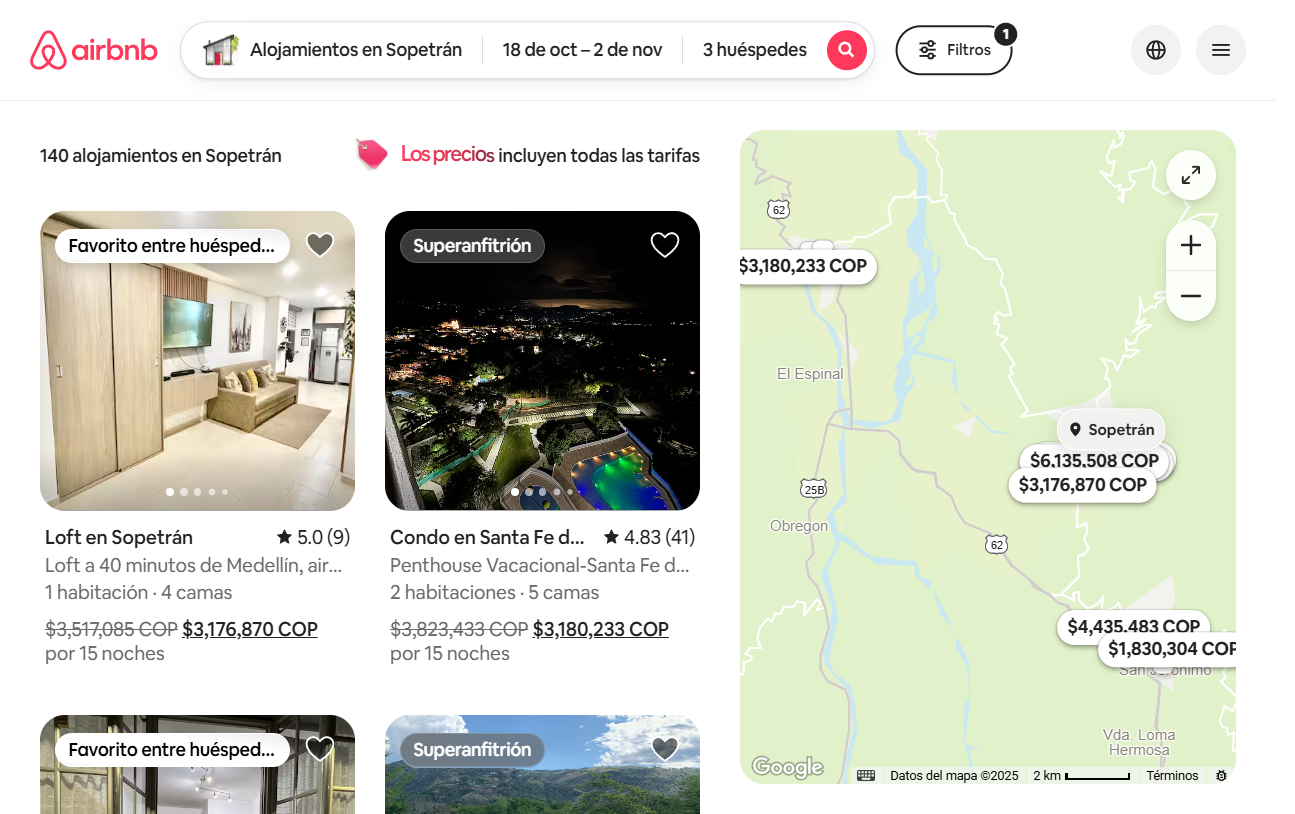 airbnb
Alojamientos en Sopetrán
18 de oct – 2 de nov
3 huéspedes
Filtros
1
140 alojamientos en Sopetrán
Los precios incluyen todas las tarifas
Favorito entre huésped...
Superanfitrión
Loft en Sopetrán
5.0 (9)
Loft a 40 minutos de Medellín, air...
1 habitación · 4 camas
$3,517,085 COP $3,176,870 COP
por 15 noches
Condo en Santa Fe d...
4.83 (41)
Penthouse Vacacional-Santa Fe d...
2 habitaciones · 5 camas
$3,823,433 COP $3,180,233 COP
por 15 noches
Favorito entre huésped...
Superanfitrión
62
$3,180,233 COP
El Espinal
Sopetrán
$6,135,508 COP
$3,176,870 COP
25B
Obregon
62
$4,435,483 COP
$1,830,304 COP
San Jerónimo
Vda. Loma
Hermosa
Google
Datos del mapa ©2025
2 km
Términos